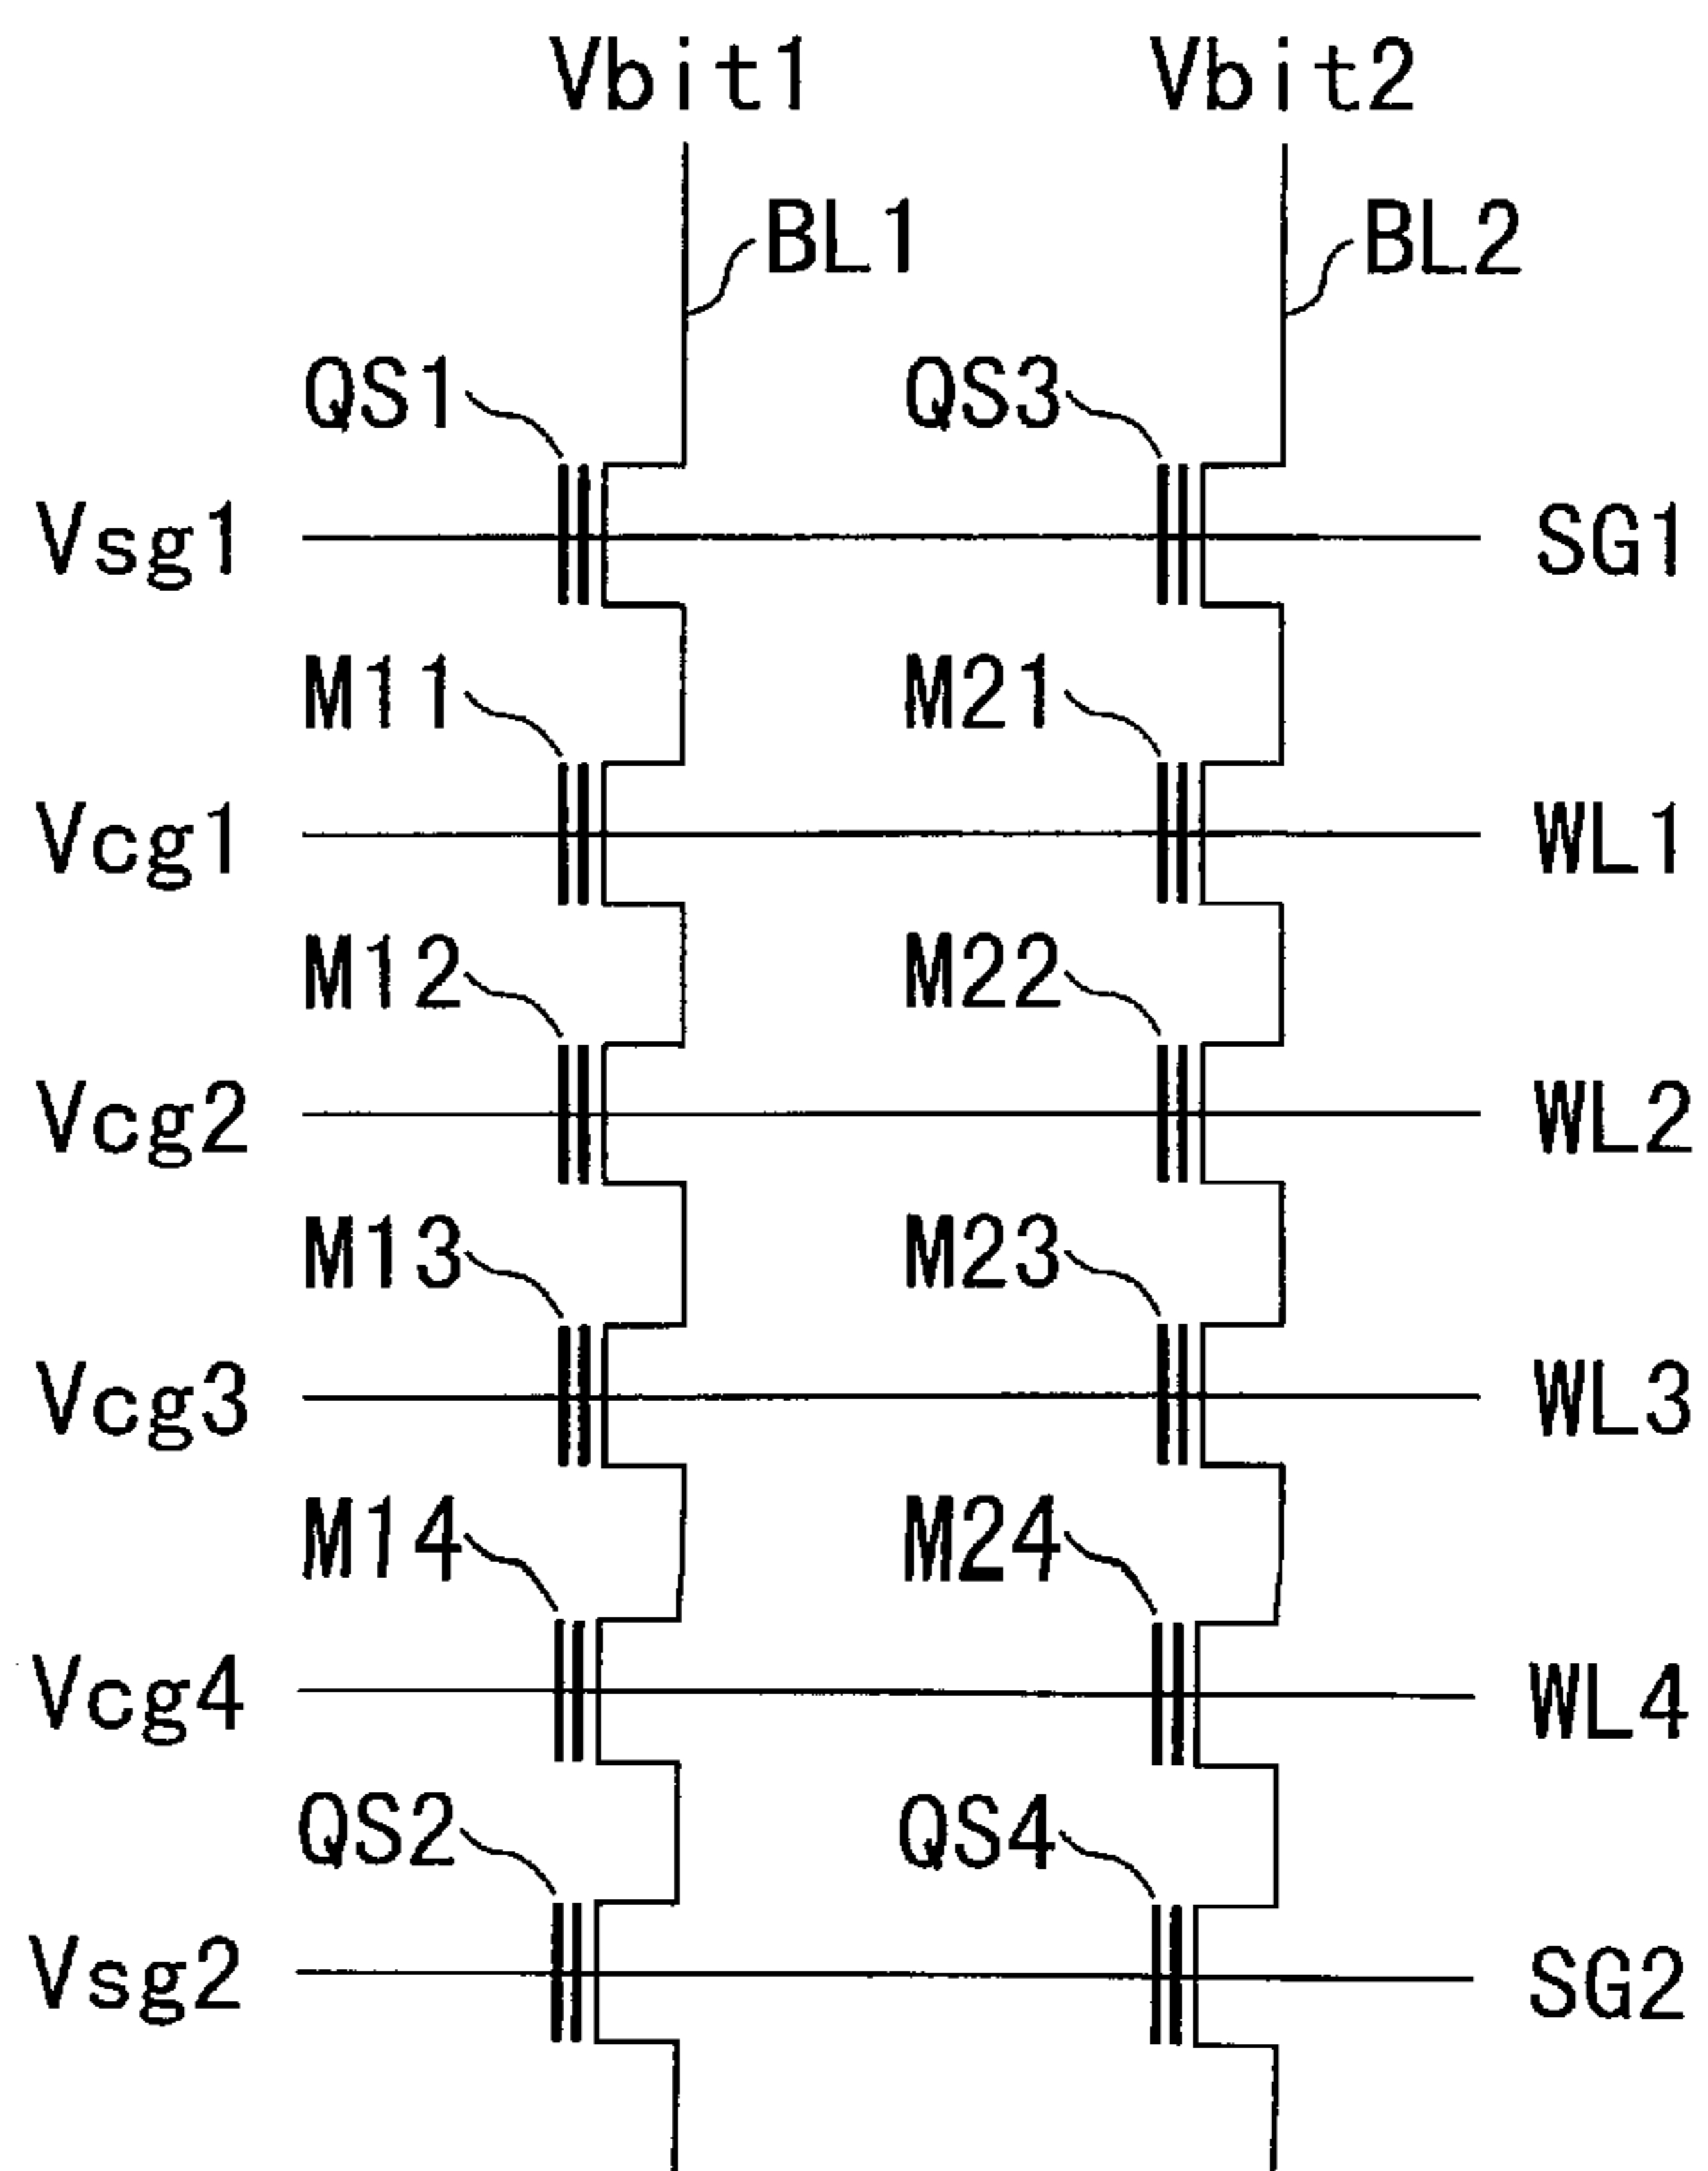 Vbit1 Vbit2
BL1 BL2
QS1 QS3
Vsg1 SG1
M11 M21
Vcg1 WL1
M12 M22
Vcg2 WL2
M13 M23
Vcg3 WL3
M14 M24
Vcg4 WL4
QS2 QS4
Vsg2 SG2